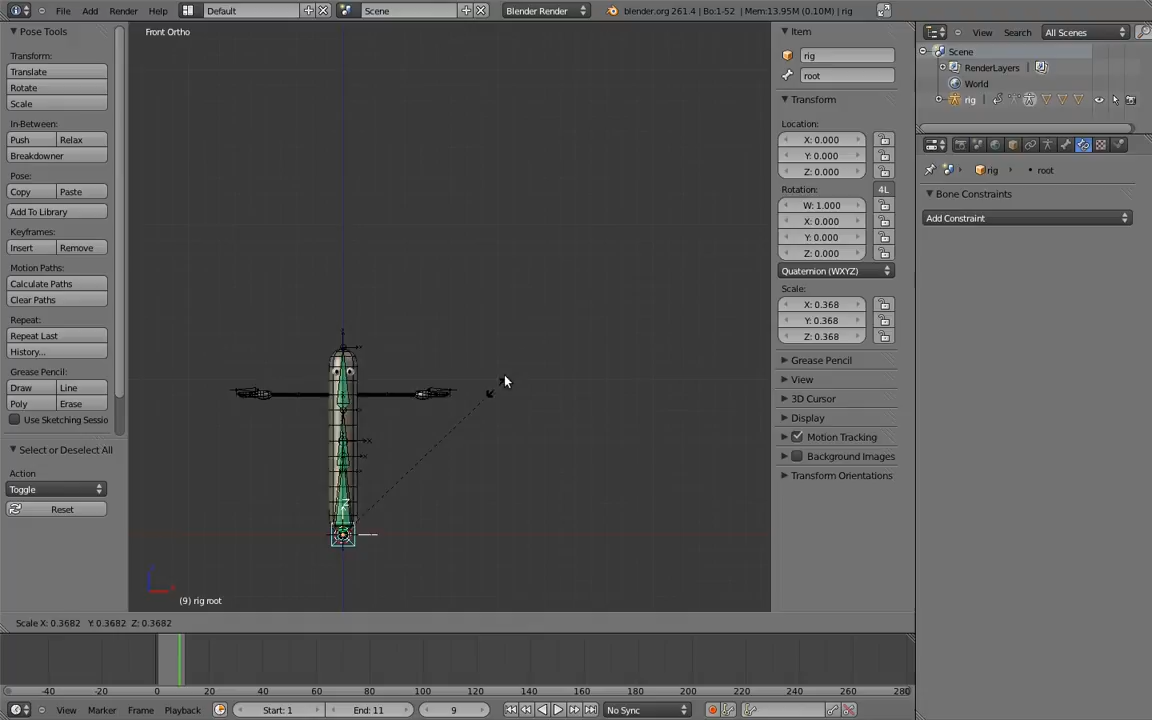 File Add Render Help Default Scene Blender Render blender.org 261.4 | Bo:1-52 | Mem:13.95M (0.10M) | rig
Pose Tools
Transform:
Translate
Rotate
Scale
In-Between:
Push Relax
Breakdowner
Pose:
Copy Paste
Add To Library
Keyframes:
Insert Remove
Motion Paths:
Calculate Paths
Clear Paths
Repeat:
Repeat Last
History...
Grease Pencil:
Draw Line
Poly Erase
Use Sketching Sessio
Select or Deselect All
Action
Toggle
Reset
Front Ortho
(9) rig root
Item
rig
root
Transform
Location:
X: 0.000
Y: 0.000
Z: 0.000
Rotation:
4L
W: 1.000
X: 0.000
Y: 0.000
Z: 0.000
Quaternion (WXYZ)
Scale:
X: 0.368
Y: 0.368
Z: 0.368
Grease Pencil
View
3D Cursor
Display
Motion Tracking
Background Images
Transform Orientations
View Search All Scenes
Scene
RenderLayers
World
rig
rig root
Bone Constraints
Add Constraint
Scale X: 0.3682 Y: 0.3682 Z: 0.3682
-40 -20 0 20 40 60 80 100 120 140 160 180 200 220 240 260 280
View Marker Frame Playback Start: 1 End: 11 9 No Sync